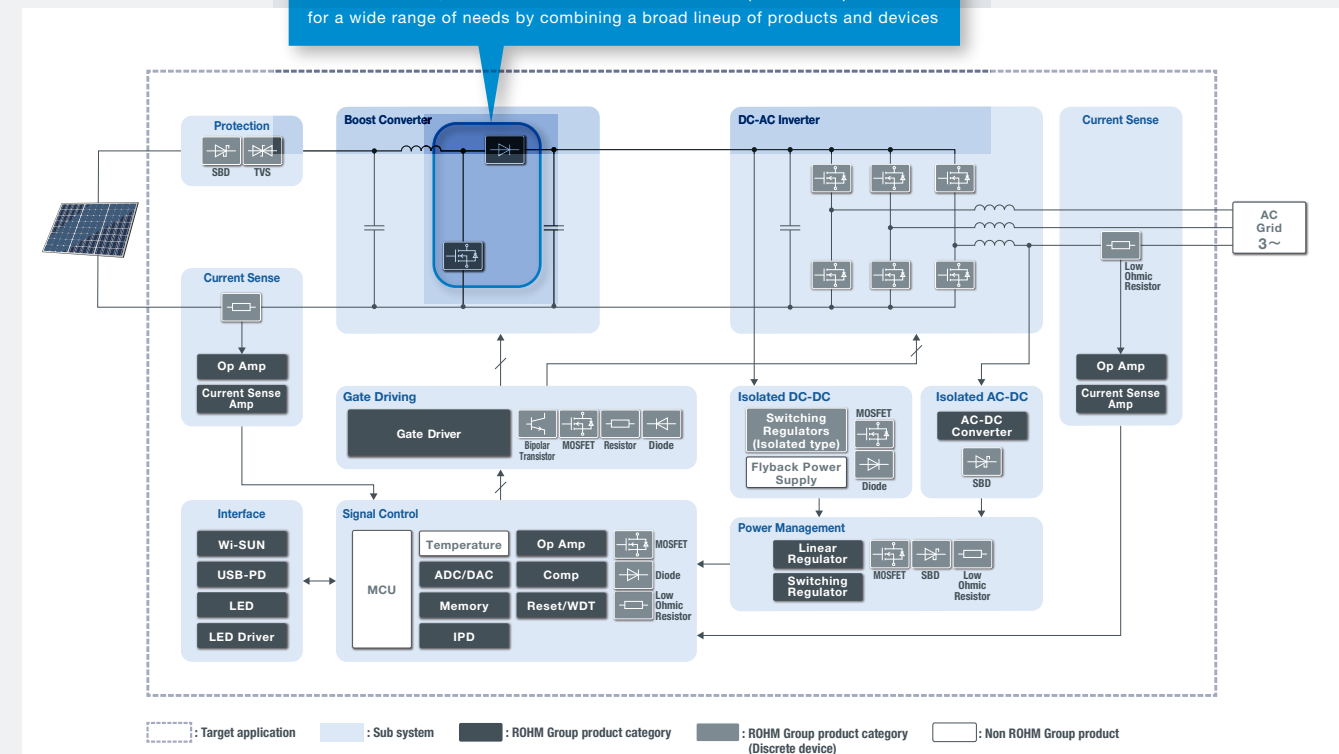 for a wide range of needs by combining a broad lineup of products and devices
Protection
SBD
TVS
Boost Converter
DC-AC Inverter
Current Sense
AC
Grid
3～
Low
Ohmic
Resistor
Op Amp
Current Sense
Amp
Current Sense
Op Amp
Current Sense
Amp
Gate Driving
Gate Driver
Bipolar
Transistor
MOSFET
Resistor
Diode
Isolated DC-DC
Switching
Regulators
(Isolated type)
Flyback Power
Supply
MOSFET
Diode
Isolated AC-DC
AC-DC
Converter
SBD
Interface
Wi-SUN
USB-PD
LED
LED Driver
Signal Control
MCU
Temperature
ADC/DAC
Memory
IPD
Op Amp
Comp
Reset/WDT
MOSFET
Diode
Low
Ohmic
Resistor
Power Management
Linear
Regulator
Switching
Regulator
MOSFET
SBD
Low
Ohmic
Resistor
: Target application
: Sub system
: ROHM Group product category
: ROHM Group product category
(Discrete device)
: Non ROHM Group product